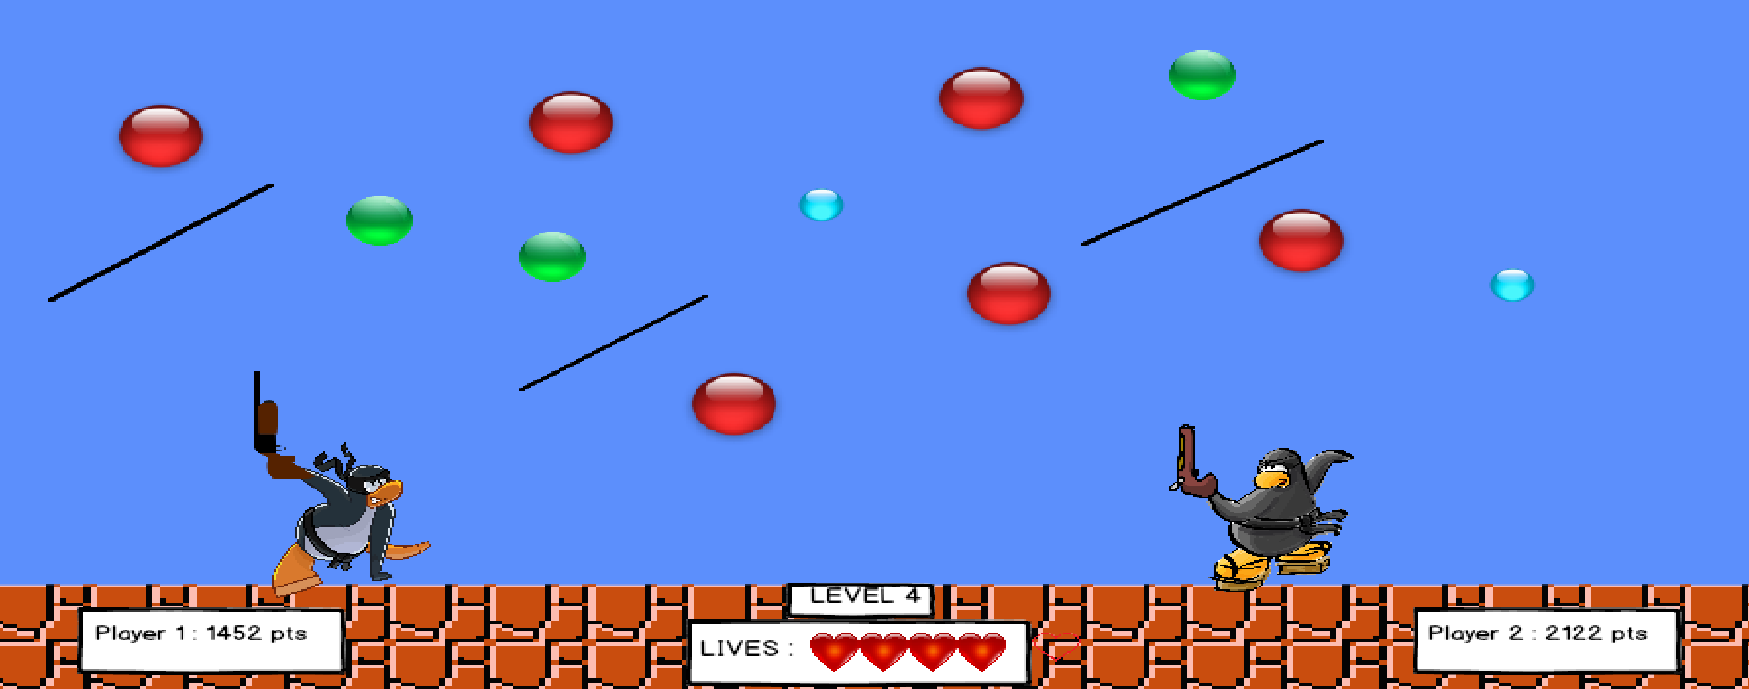 LEVEL 4
Player 1 : 1452 pts
LIVES :
Player 2 : 2122 pts